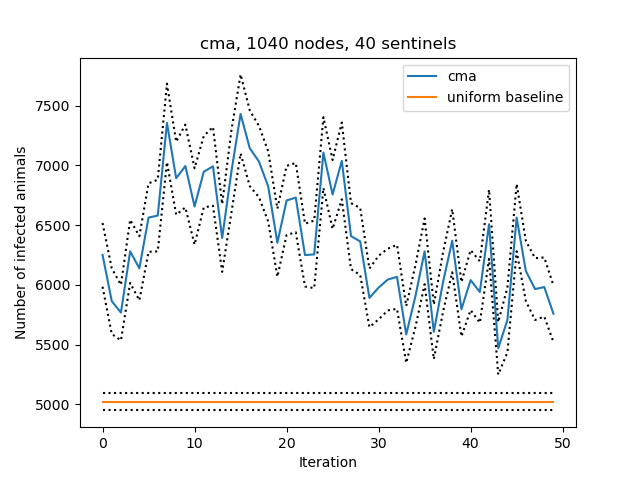 cma, 1040 nodes, 40 sentinels
cma
uniform baseline
Number of infected animals
7500
7000
6500
6000
5500
5000
0 10 20 30 40 50
Iteration